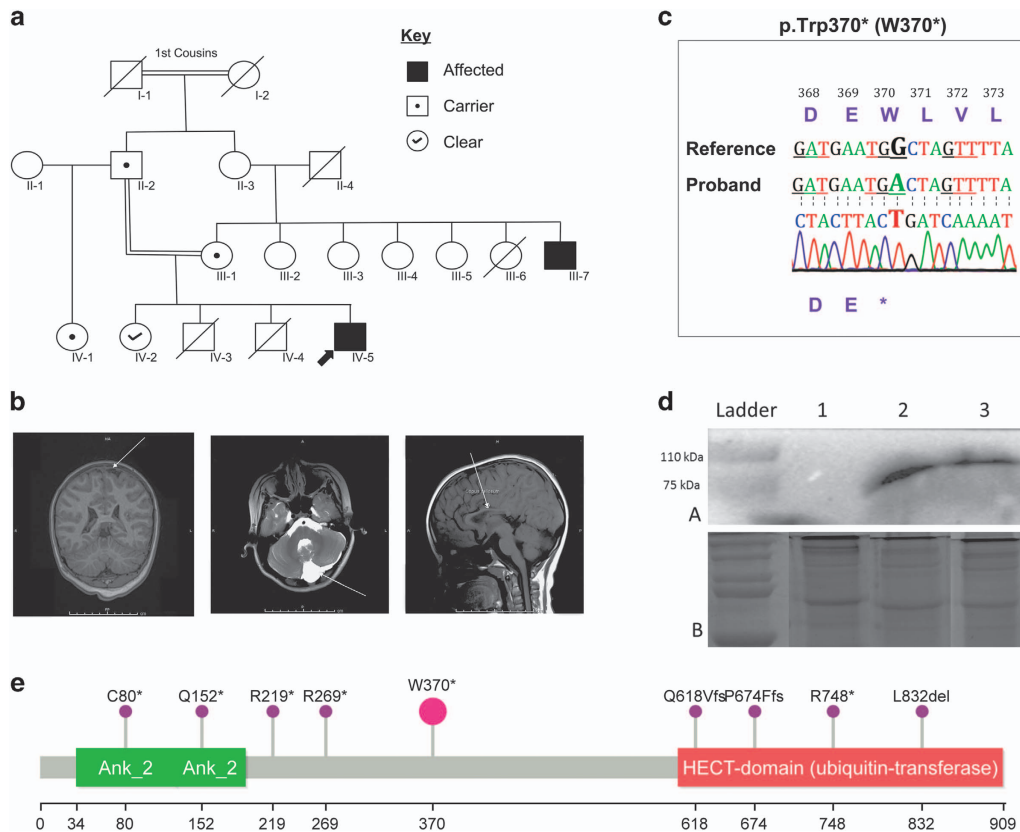 a
1st Cousins
I-1
I-2
Key
Affected
Carrier
Clear
II-1
II-2
II-3
II-4
III-1
III-2
III-3
III-4
III-5
III-6
III-7
IV-1
IV-2
IV-3
IV-4
IV-5
b
c
p.Trp370* (W370*)
368 369 370 371 372 373
D E W L V L
Reference GATGAATGGCTAGTTTTA
Proband GATGAATGACTAGTTTTA
CTACTTACTGATCAAAAT
D E *
d
Ladder 1 2 3
110 kDa
75 kDa
A
B
e
C80* Q152* R219* R269* W370* Q618Vfs P674Ffs R748* L832del
Ank_2 Ank_2 HECT-domain (ubiquitin-transferase)
0 34 80 152 219 269 370 618 674 748 832 909